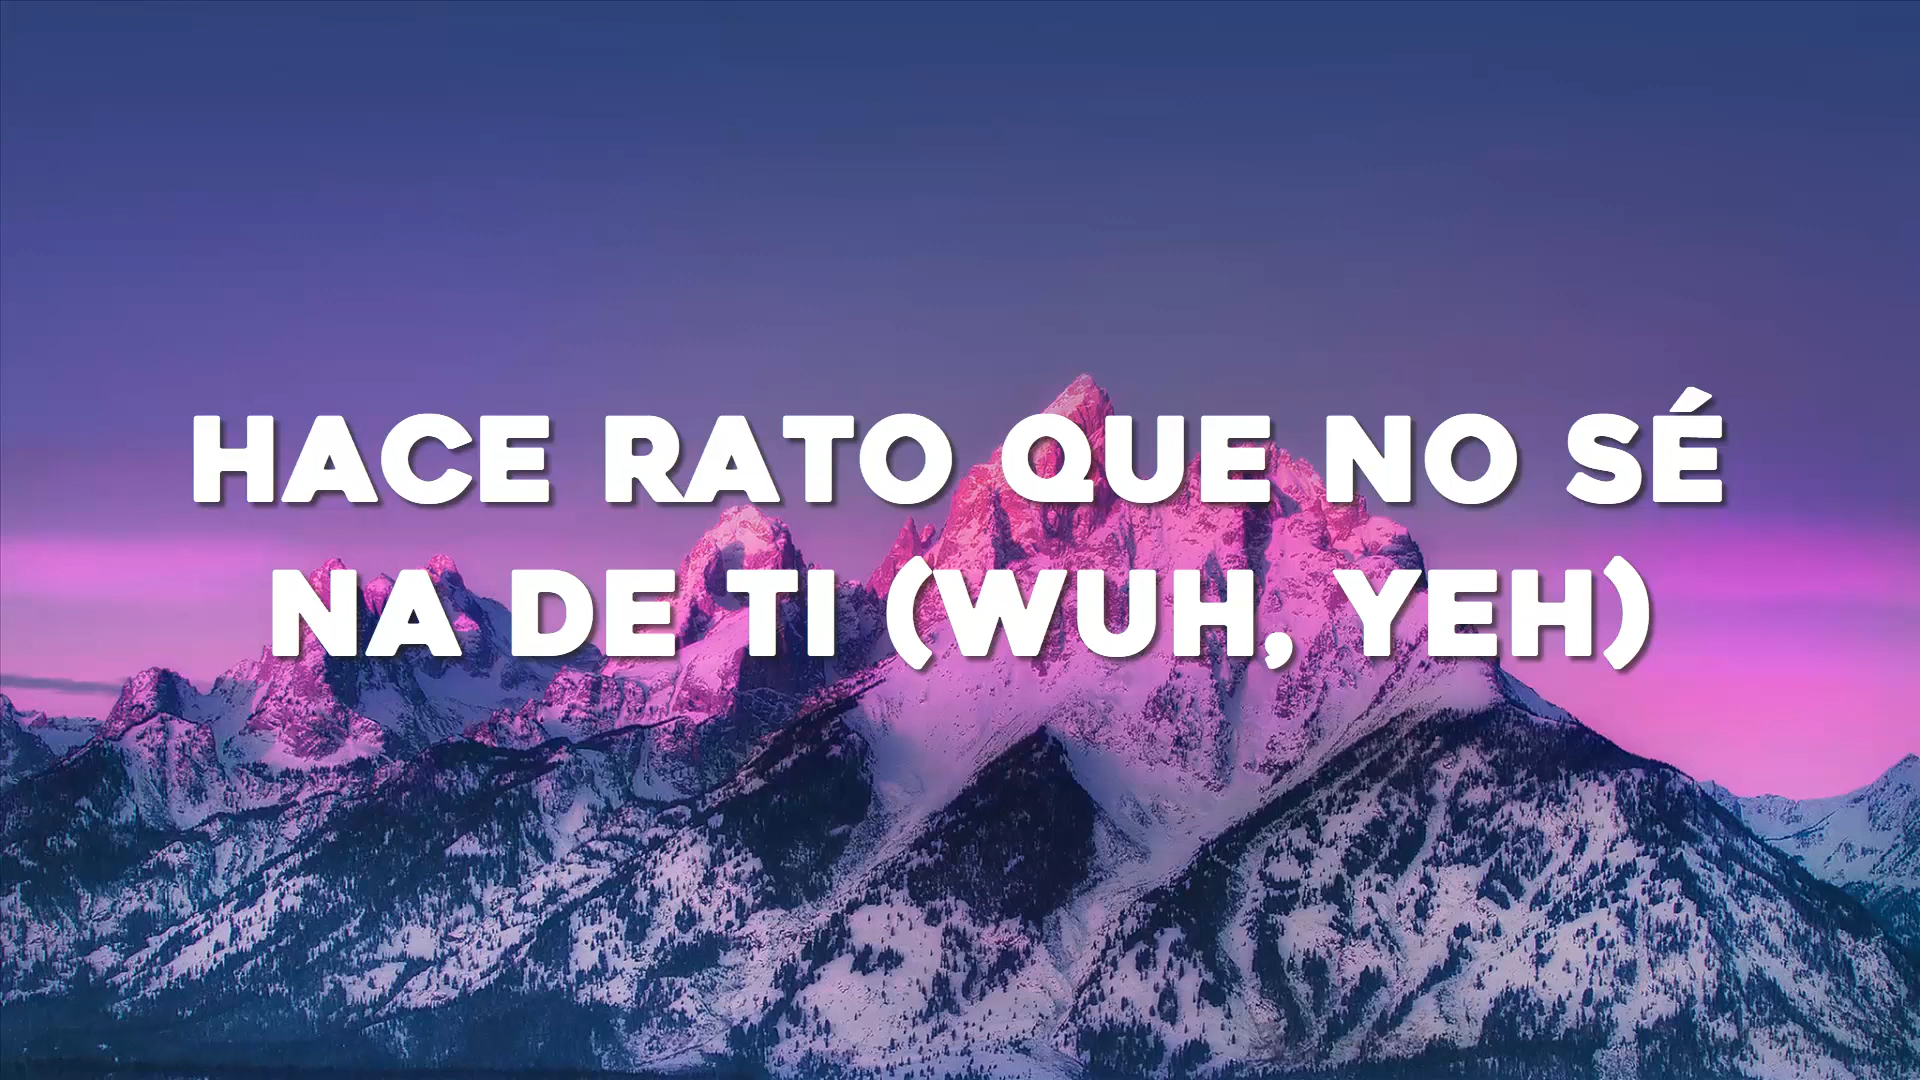 HACE RATO QUE NO SÉ
NA DE TI (WUH, YEH)